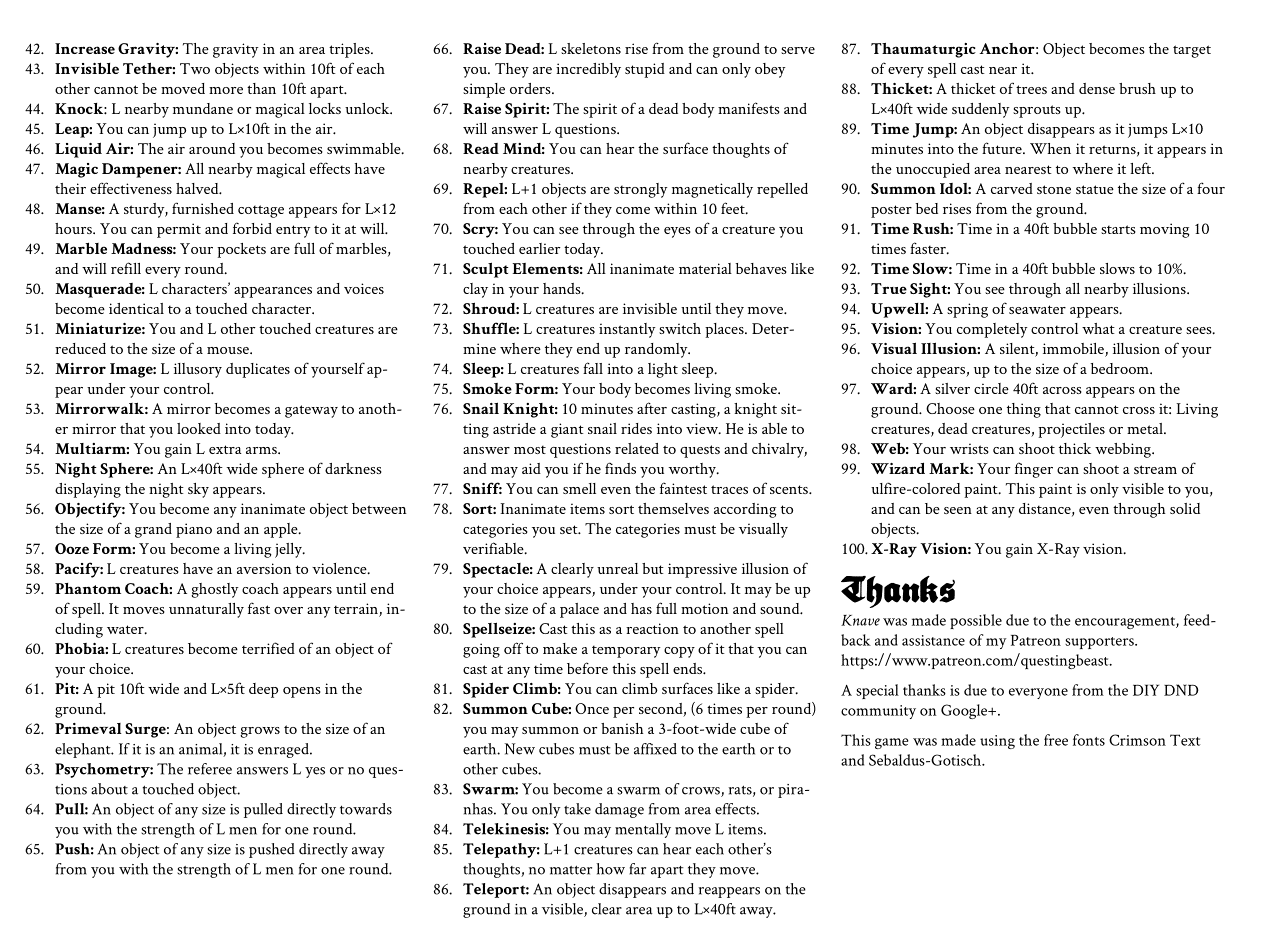 42. Increase Gravity: The gravity in an area triples.
43. Invisible Tether: Two objects within 10ft of each
other cannot be moved more than 10ft apart.
44. Knock: L nearby mundane or magical locks unlock.
45. Leap: You can jump up to L×10ft in the air.
46. Liquid Air: The air around you becomes swimmable.
47. Magic Dampener: All nearby magical effects have
their effectiveness halved.
48. Manse: A sturdy, furnished cottage appears for L×12
hours. You can permit and forbid entry to it at will.
49. Marble Madness: Your pockets are full of marbles,
and will refill every round.
50. Masquerade: L characters’ appearances and voices
become identical to a touched character.
51. Miniaturize: You and L other touched creatures are
reduced to the size of a mouse.
52. Mirror Image: L illusory duplicates of yourself ap-
pear under your control.
53. Mirrorwalk: A mirror becomes a gateway to anoth-
er mirror that you looked into today.
54. Multiarm: You gain L extra arms.
55. Night Sphere: An L×40ft wide sphere of darkness
displaying the night sky appears.
56. Objectify: You become any inanimate object between
the size of a grand piano and an apple.
57. Ooze Form: You become a living jelly.
58. Pacify: L creatures have an aversion to violence.
59. Phantom Coach: A ghostly coach appears until end
of spell. It moves unnaturally fast over any terrain, in-
cluding water.
60. Phobia: L creatures become terrified of an object of
your choice.
61. Pit: A pit 10ft wide and L×5ft deep opens in the
ground.
62. Primeval Surge: An object grows to the size of an
elephant. If it is an animal, it is enraged.
63. Psychometry: The referee answers L yes or no ques-
tions about a touched object.
64. Pull: An object of any size is pulled directly towards
you with the strength of L men for one round.
65. Push: An object of any size is pushed directly away
from you with the strength of L men for one round.
66. Raise Dead: L skeletons rise from the ground to serve
you. They are incredibly stupid and can only obey
simple orders.
67. Raise Spirit: The spirit of a dead body manifests and
will answer L questions.
68. Read Mind: You can hear the surface thoughts of
nearby creatures.
69. Repel: L+1 objects are strongly magnetically repelled
from each other if they come within 10 feet.
70. Scry: You can see through the eyes of a creature you
touched earlier today.
71. Sculpt Elements: All inanimate material behaves like
clay in your hands.
72. Shroud: L creatures are invisible until they move.
73. Shuffle: L creatures instantly switch places. Deter-
mine where they end up randomly.
74. Sleep: L creatures fall into a light sleep.
75. Smoke Form: Your body becomes living smoke.
76. Snail Knight: 10 minutes after casting, a knight sit-
ting astride a giant snail rides into view. He is able to
answer most questions related to quests and chivalry,
and may aid you if he finds you worthy.
77. Sniff: You can smell even the faintest traces of scents.
78. Sort: Inanimate items sort themselves according to
categories you set. The categories must be visually
verifiable.
79. Spectacle: A clearly unreal but impressive illusion of
your choice appears, under your control. It may be up
to the size of a palace and has full motion and sound.
80. Spellseize: Cast this as a reaction to another spell
going off to make a temporary copy of it that you can
cast at any time before this spell ends.
81. Spider Climb: You can climb surfaces like a spider.
82. Summon Cube: Once per second, (6 times per round)
you may summon or banish a 3-foot-wide cube of
earth. New cubes must be affixed to the earth or to
other cubes.
83. Swarm: You become a swarm of crows, rats, or pira-
nhas. You only take damage from area effects.
84. Telekinesis: You may mentally move L items.
85. Telepathy: L+1 creatures can hear each other’s
thoughts, no matter how far apart they move.
86. Teleport: An object disappears and reappears on the
ground in a visible, clear area up to L×40ft away.
87. Thaumaturgic Anchor: Object becomes the target
of every spell cast near it.
88. Thicket: A thicket of trees and dense brush up to
L×40ft wide suddenly sprouts up.
89. Time Jump: An object disappears as it jumps L×10
minutes into the future. When it returns, it appears in
the unoccupied area nearest to where it left.
90. Summon Idol: A carved stone statue the size of a four
poster bed rises from the ground.
91. Time Rush: Time in a 40ft bubble starts moving 10
times faster.
92. Time Slow: Time in a 40ft bubble slows to 10%.
93. True Sight: You see through all nearby illusions.
94. Upwell: A spring of seawater appears.
95. Vision: You completely control what a creature sees.
96. Visual Illusion: A silent, immobile, illusion of your
choice appears, up to the size of a bedroom.
97. Ward: A silver circle 40ft across appears on the
ground. Choose one thing that cannot cross it: Living
creatures, dead creatures, projectiles or metal.
98. Web: Your wrists can shoot thick webbing.
99. Wizard Mark: Your finger can shoot a stream of
ulfire-colored paint. This paint is only visible to you,
and can be seen at any distance, even through solid
objects.
100. X-Ray Vision: You gain X-Ray vision.
Thanks
Knave was made possible due to the encouragement, feed-
back and assistance of my Patreon supporters.
https://www.patreon.com/questingbeast.
A special thanks is due to everyone from the DIY DND
community on Google+.
This game was made using the free fonts Crimson Text
and Sebaldus-Gotisch.